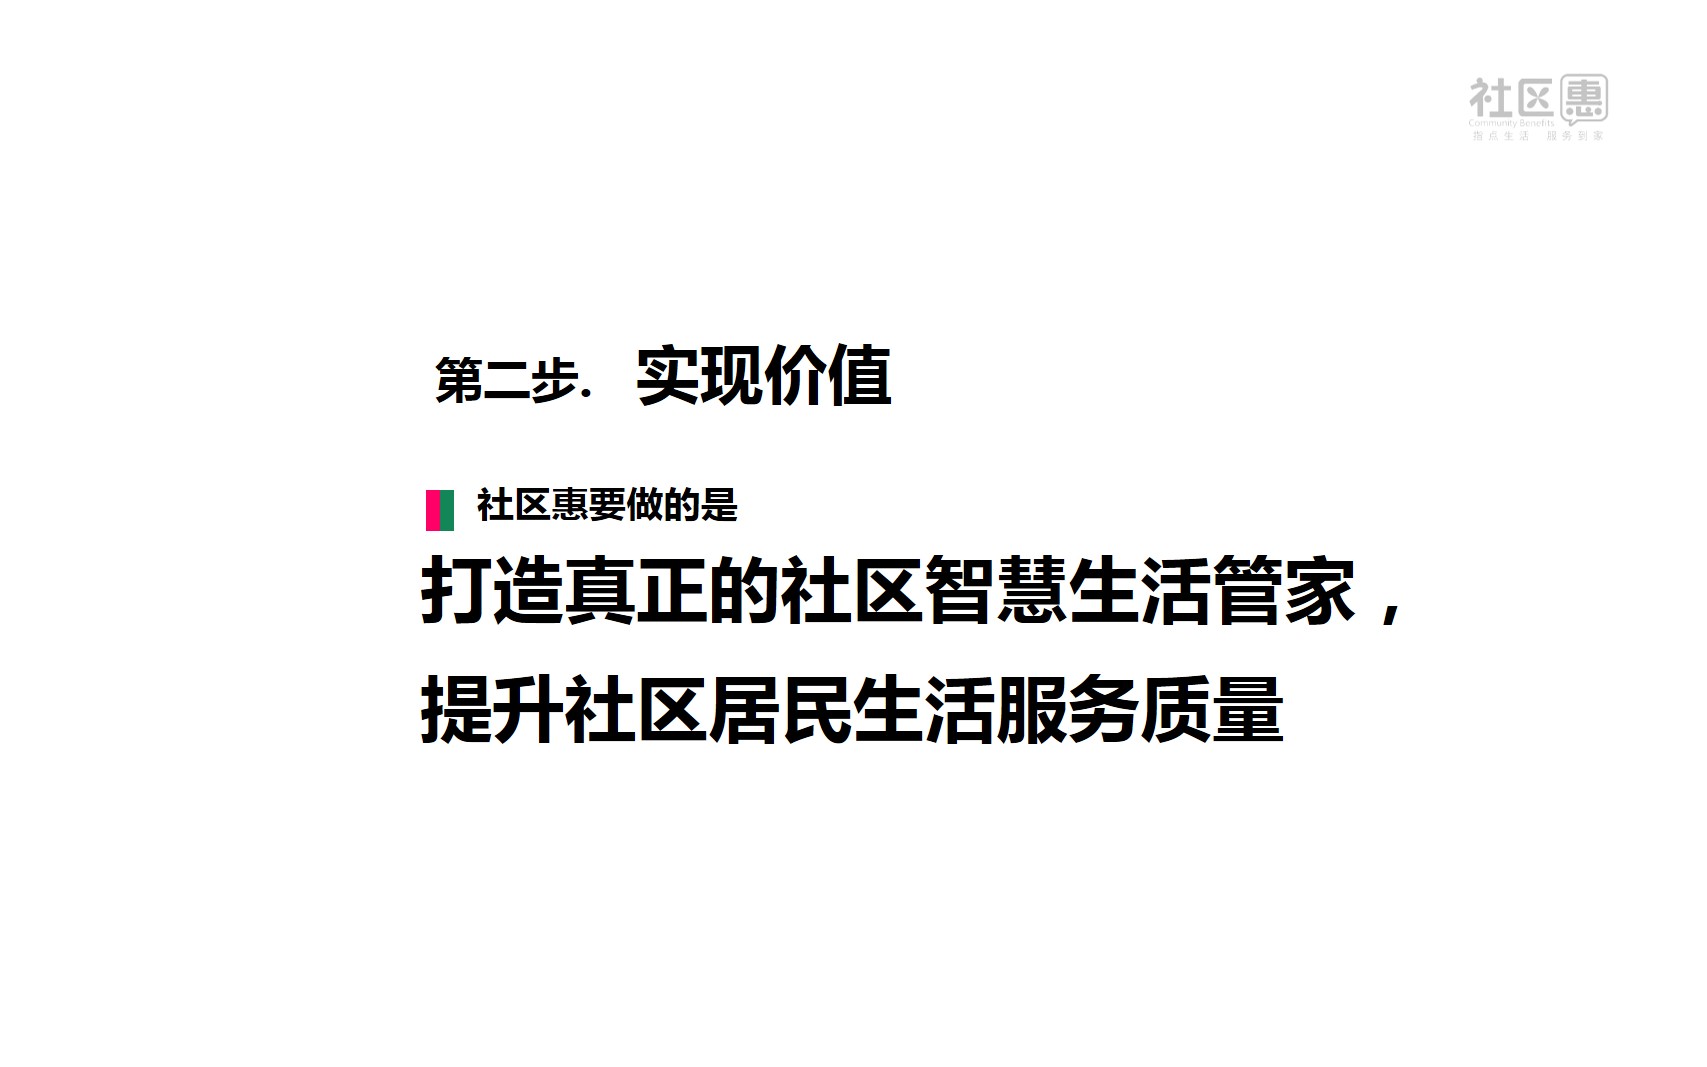 社区惠
Community Benefits
指点生活 服务到家
第二步. 实现价值
社区惠要做的是
打造真正的社区智慧生活管家，
提升社区居民生活服务质量